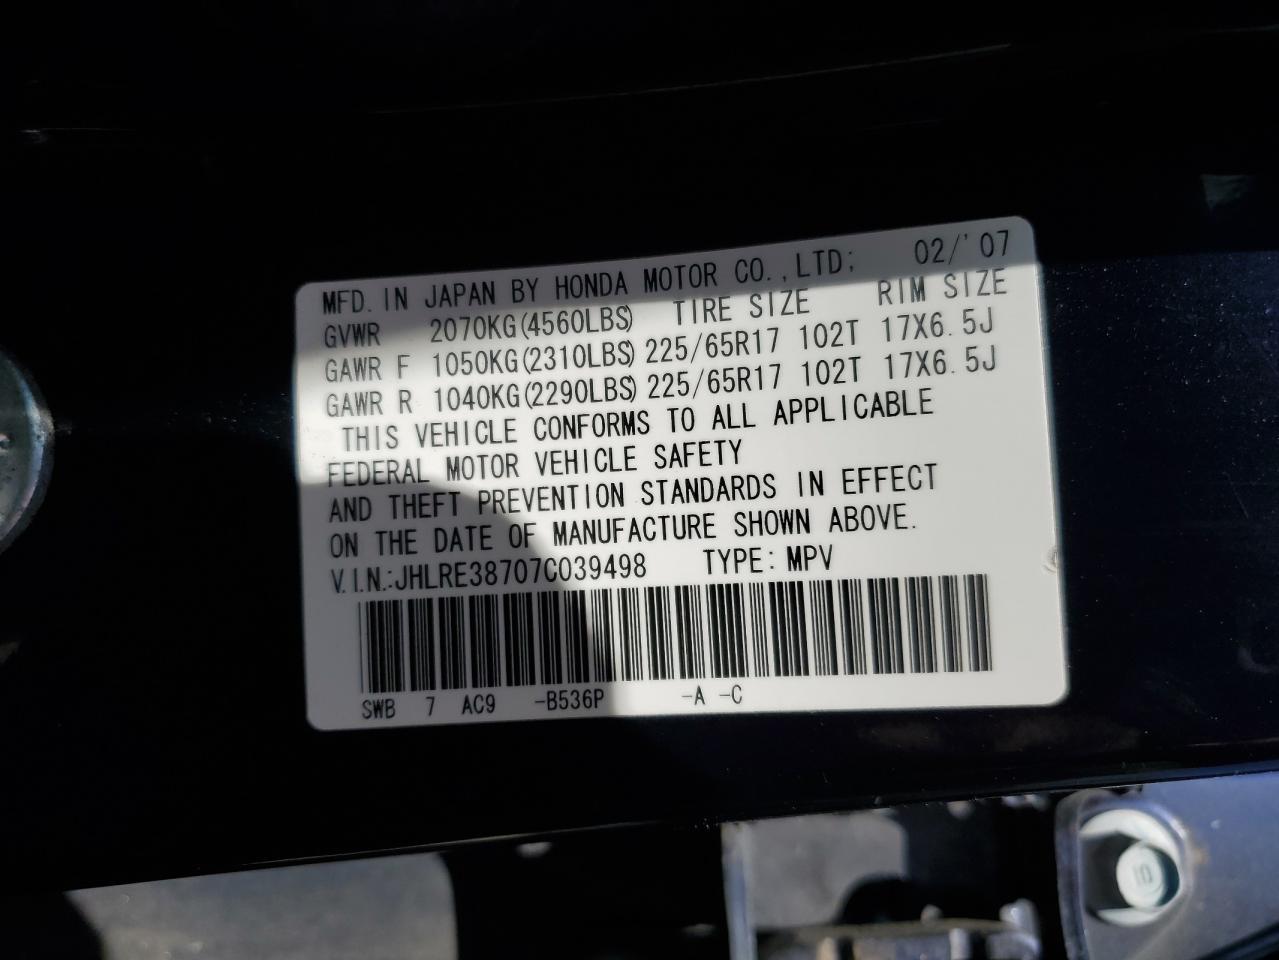 MFD. IN JAPAN BY HONDA MOTOR CO., LTD; 02/'07
GVWR 2070KG(4560LBS) TIRE SIZE RIM SIZE
GAWR F 1050KG(2310LBS) 225/65R17 102T 17X6.5J
GAWR R 1040KG(2290LBS) 225/65R17 102T 17X6.5J
THIS VEHICLE CONFORMS TO ALL APPLICABLE
FEDERAL MOTOR VEHICLE SAFETY
AND THEFT PREVENTION STANDARDS IN EFFECT
ON THE DATE OF MANUFACTURE SHOWN ABOVE.
V.I.N.:JHLRE38707C039498 TYPE: MPV
SWB 7 AC9 -B536P -A -C
10